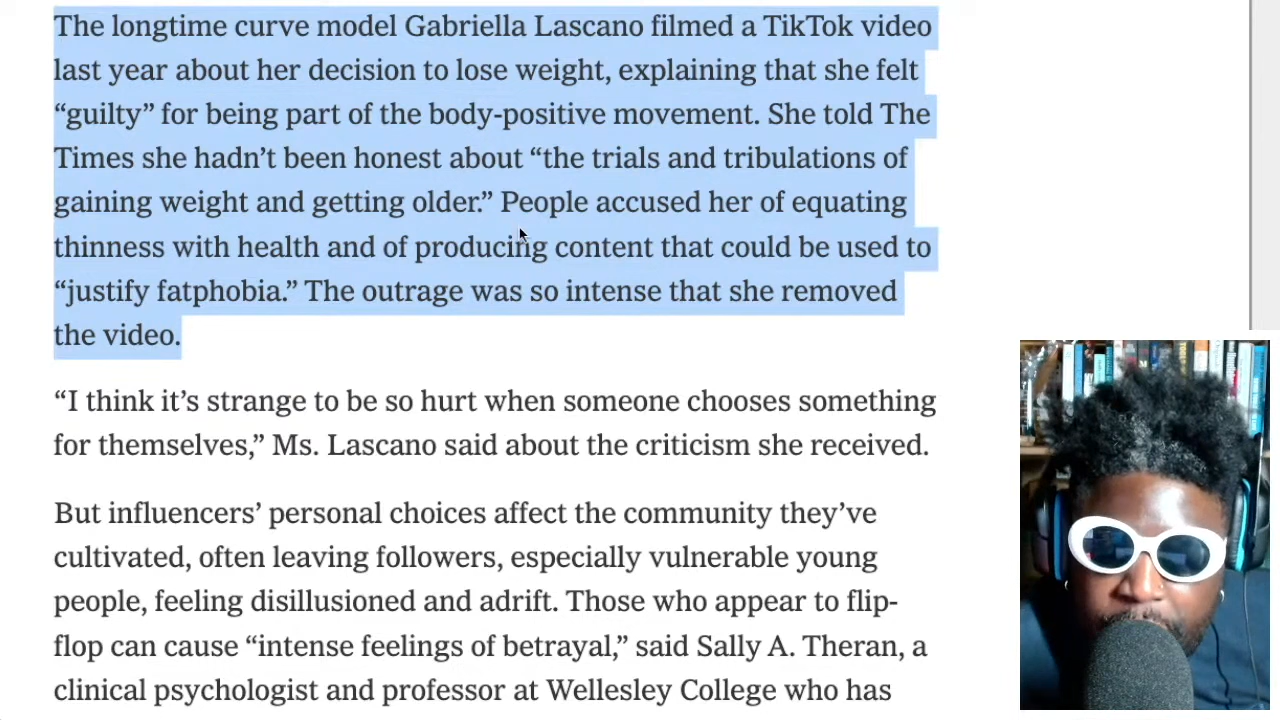 The longtime curve model Gabriella Lascano filmed a TikTok video
last year about her decision to lose weight, explaining that she felt
“guilty” for being part of the body-positive movement. She told The
Times she hadn’t been honest about “the trials and tribulations of
gaining weight and getting older.” People accused her of equating
thinness with health and of producing content that could be used to
“justify fatphobia.” The outrage was so intense that she removed
the video.
“I think it’s strange to be so hurt when someone chooses something
for themselves,” Ms. Lascano said about the criticism she received.
But influencers’ personal choices affect the community they’ve
cultivated, often leaving followers, especially vulnerable young
people, feeling disillusioned and adrift. Those who appear to flip-
flop can cause “intense feelings of betrayal,” said Sally A. Theran, a
clinical psychologist and professor at Wellesley College who has